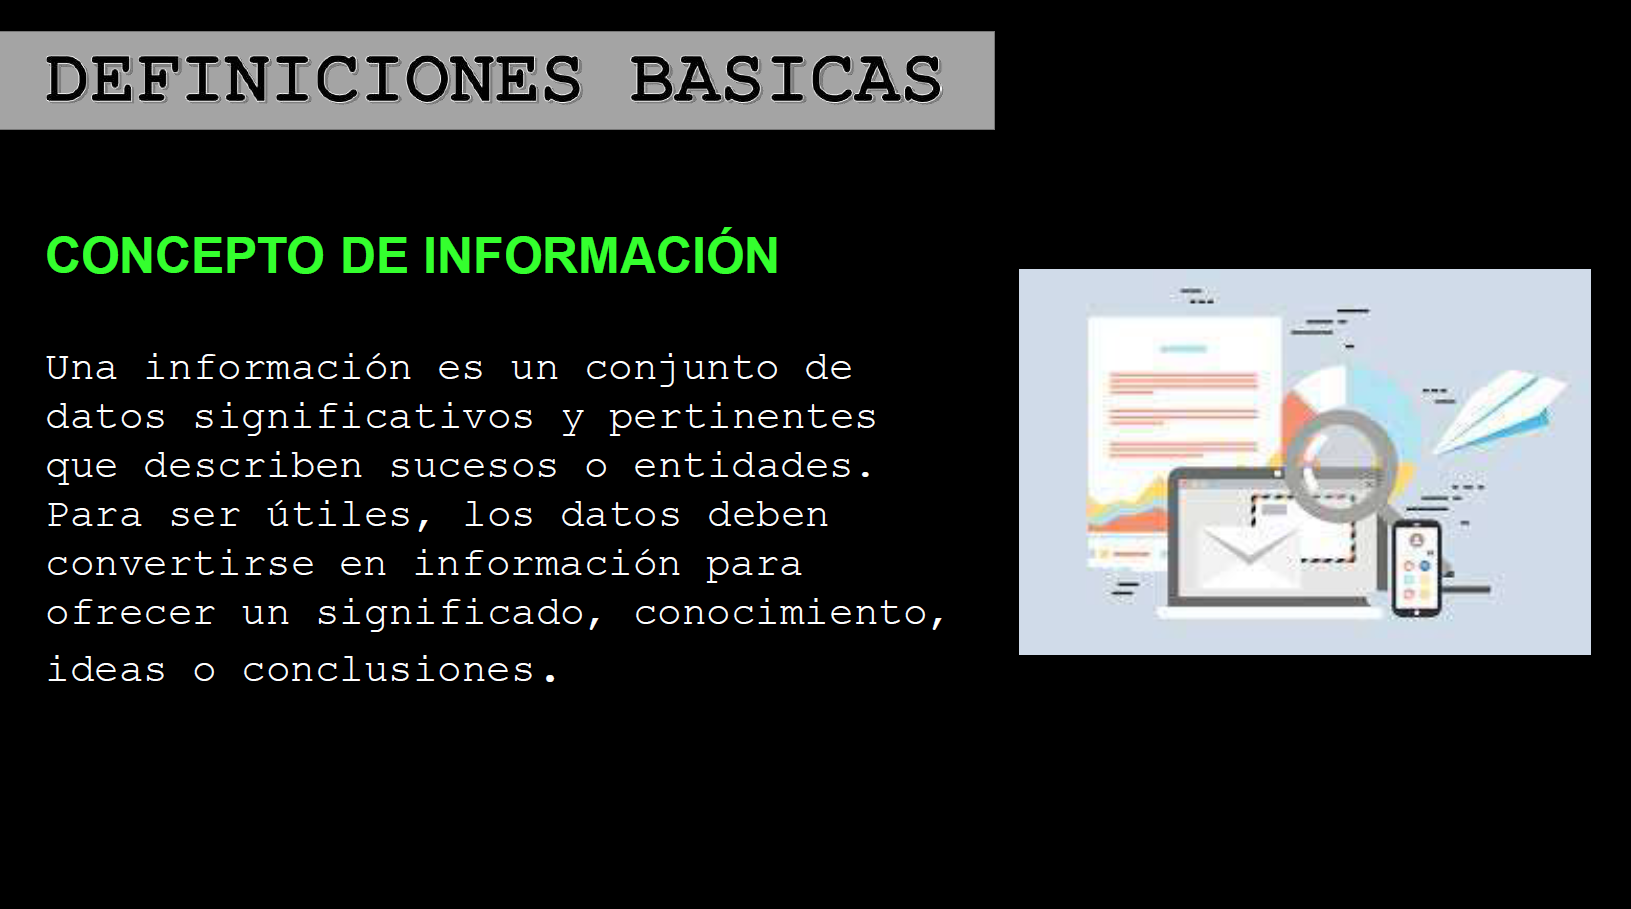 DEFINICIONES BASICAS
CONCEPTO DE INFORMACIÓN
Una información es un conjunto de
datos significativos y pertinentes
que describen sucesos o entidades.
Para ser útiles, los datos deben
convertirse en información para
ofrecer un significado, conocimiento,
ideas o conclusiones.